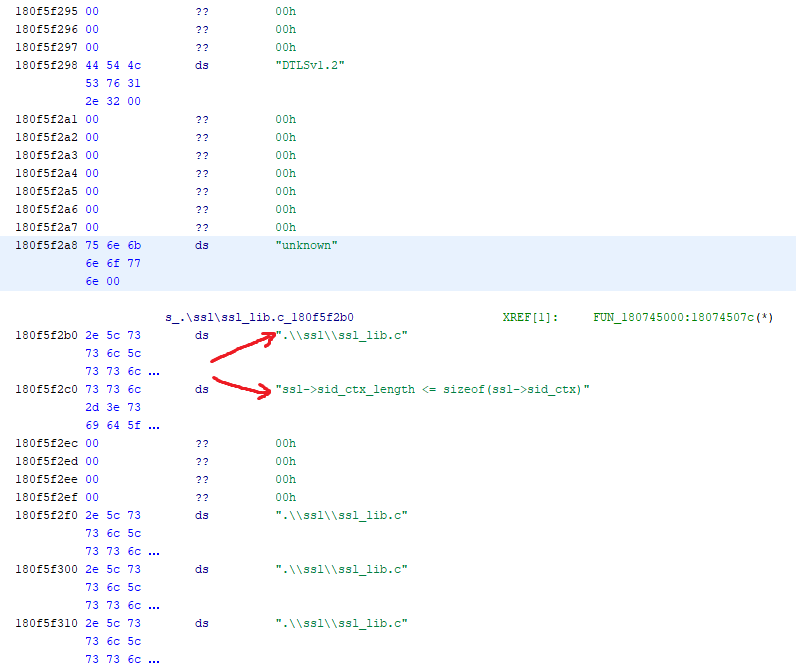 180f5f295 00 ?? 00h
180f5f296 00 ?? 00h
180f5f297 00 ?? 00h
180f5f298 44 54 4c ds "DTLSv1.2"
53 76 31
2e 32 00
180f5f2a1 00 ?? 00h
180f5f2a2 00 ?? 00h
180f5f2a3 00 ?? 00h
180f5f2a4 00 ?? 00h
180f5f2a5 00 ?? 00h
180f5f2a6 00 ?? 00h
180f5f2a7 00 ?? 00h
180f5f2a8 75 6e 6b ds "unknown"
6e 6f 77
6e 00
s_.\ssl\ssl_lib.c_180f5f2b0 XREF[1]: FUN_180745000:18074507c(*)
180f5f2b0 2e 5c 73 ds ".\\ssl\\ssl_lib.c"
73 6c 5c
73 73 6c ...
180f5f2c0 73 73 6c ds "ssl->sid_ctx_length <= sizeof(ssl->sid_ctx)"
2d 3e 73
69 64 5f ...
180f5f2ec 00 ?? 00h
180f5f2ed 00 ?? 00h
180f5f2ee 00 ?? 00h
180f5f2ef 00 ?? 00h
180f5f2f0 2e 5c 73 ds ".\\ssl\\ssl_lib.c"
73 6c 5c
73 73 6c ...
180f5f300 2e 5c 73 ds ".\\ssl\\ssl_lib.c"
73 6c 5c
73 73 6c ...
180f5f310 2e 5c 73 ds ".\\ssl\\ssl_lib.c"
73 6c 5c
73 73 6c ...